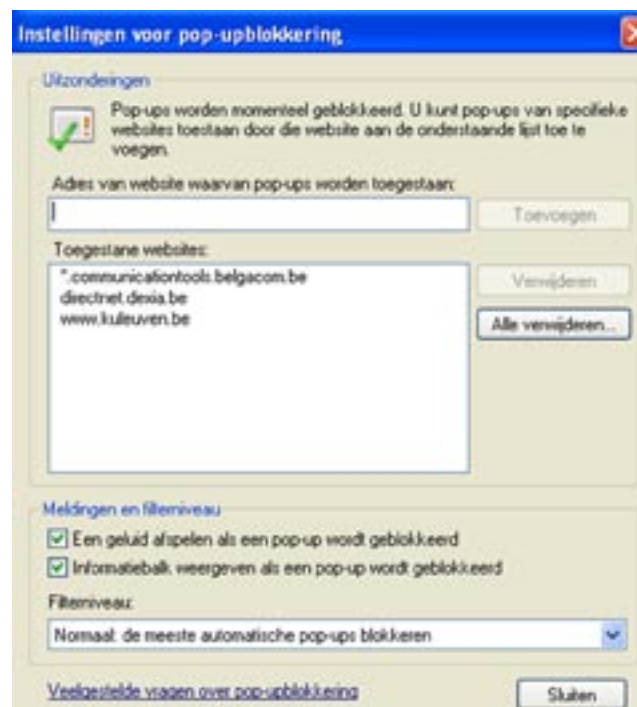 Instellingen voor pop-upblokkering
Uitzonderingen
Pop-ups worden momenteel geblokkeerd. U kunt pop-ups van specifieke
websites toestaan door die website aan de onderstaande lijst toe te
voegen.
Adres van website waarvan pop-ups worden toegestaan:
Toevoegen
Toegestane websites:
*.communicationtools.belgacom.be
directnet.dexia.be
www.kuleuven.be
Verwijderen
Alle verwijderen...
Meldingen en filterniveau
Een geluid afspelen als een pop-up wordt geblokkeerd
Informatiebalk weergeven als een pop-up wordt geblokkeerd
Filterniveau:
Normaal: de meeste automatische pop-ups blokkeren
Veelgestelde vragen over pop-upblokkering
Sluiten